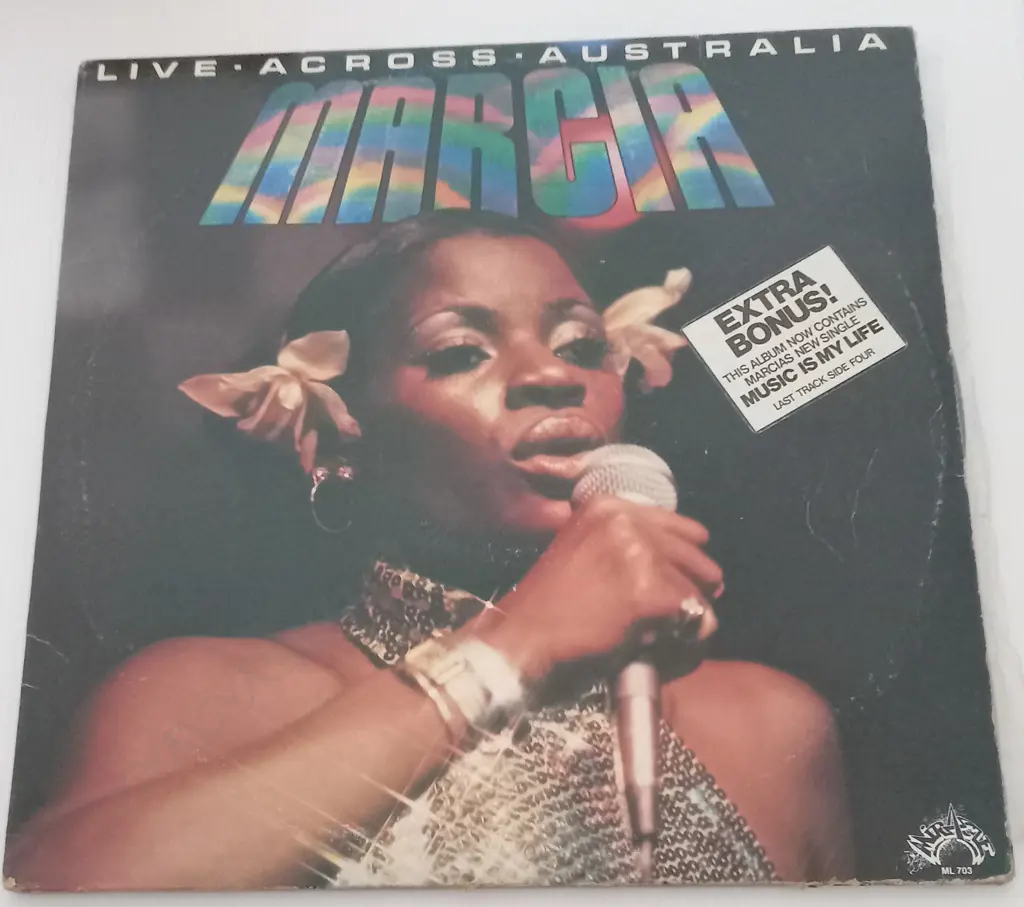 LIVE · ACROSS · AUSTRALIA
MARCIA
EXTRA
BONUS!
THIS ALBUM NOW CONTAINS
MARCIAS NEW SINGLE
MUSIC IS MY LIFE
LAST TRACK SIDE FOUR
MIRACLE
ML 703